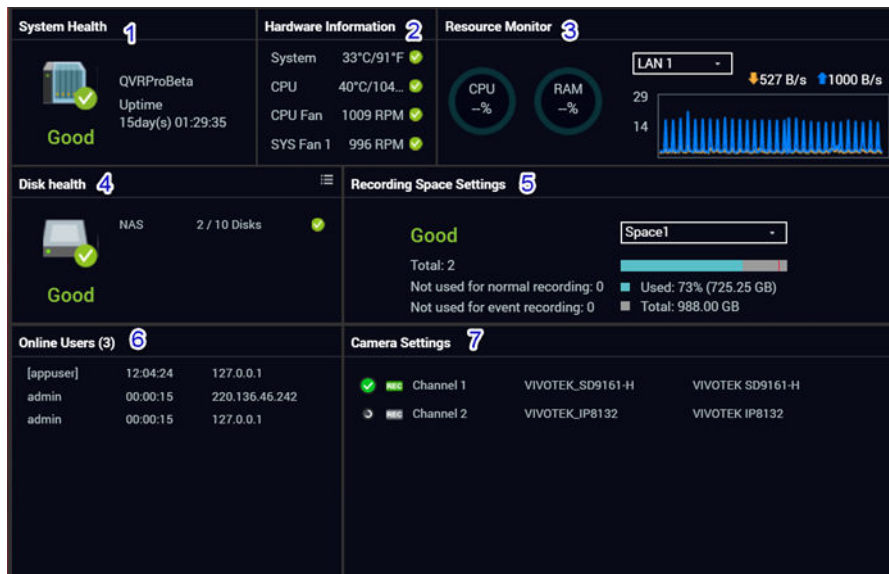 System Health 1
Good
QVRProBeta
Uptime
15day(s) 01:29:35
Hardware Information 2
System 33°C/91°F
CPU 40°C/104...
CPU Fan 1009 RPM
SYS Fan 1 996 RPM
Resource Monitor 3
CPU
--%
RAM
--%
LAN 1
527 B/s 1000 B/s
29
14
Disk health 4
Good
NAS 2 / 10 Disks
Recording Space Settings 5
Good
Space1
Total: 2
Not used for normal recording: 0
Not used for event recording: 0
Used: 73% (725.25 GB)
Total: 988.00 GB
Online Users (3) 6
[appuser] 12:04:24 127.0.0.1
admin 00:00:15 220.136.46.242
admin 00:00:15 127.0.0.1
Camera Settings 7
REC Channel 1 VIVOTEK_SD9161-H VIVOTEK SD9161-H
REC Channel 2 VIVOTEK_IP8132 VIVOTEK IP8132